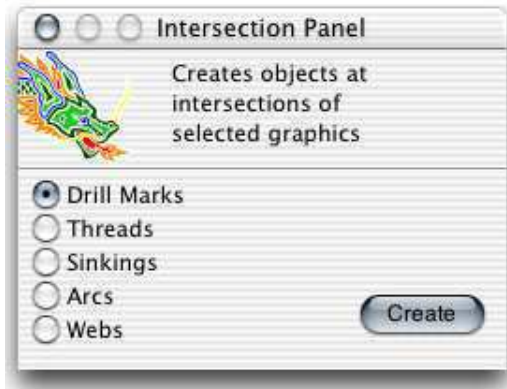 Intersection Panel
Creates objects at
intersections of
selected graphics
Drill Marks
Threads
Sinkings
Arcs
Webs
Create